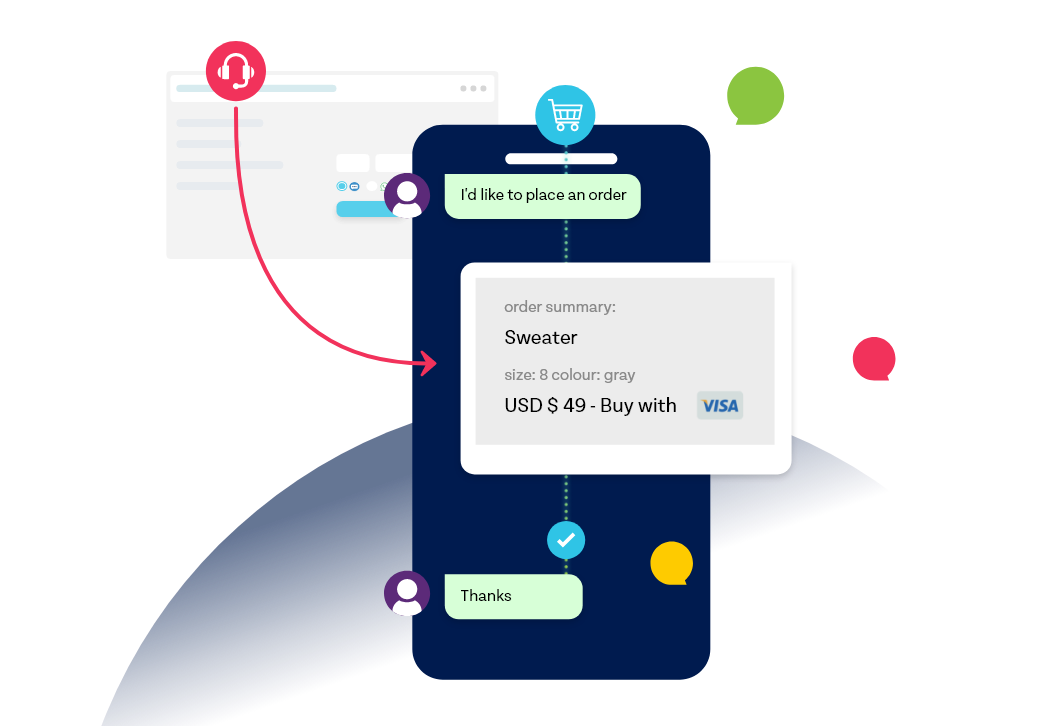 I'd like to place an order
order summary:
Sweater
size: 8 colour: gray
USD $ 49 - Buy with VISA
Thanks